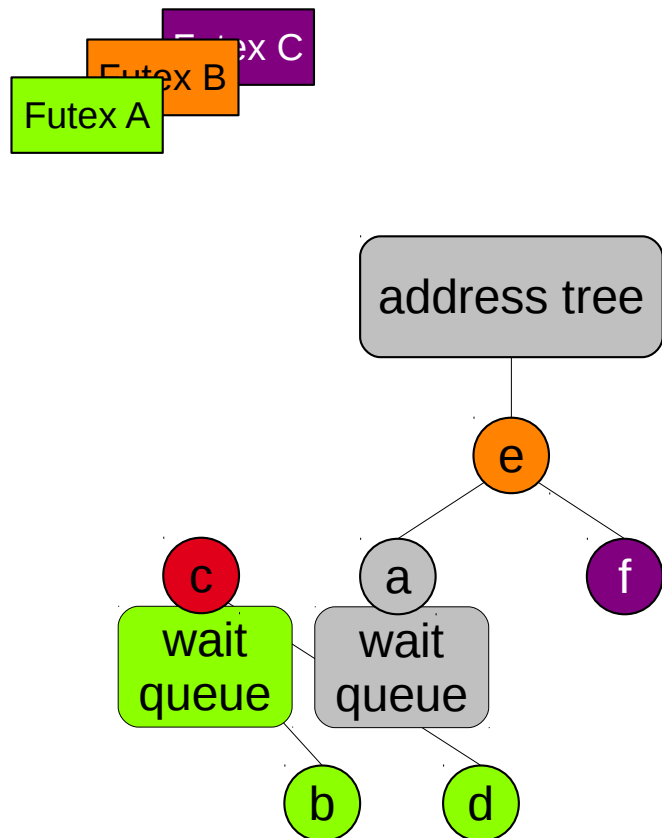 Futex C
Futex B
Futex A
address tree
e
c
a
f
wait
queue
wait
queue
b
d